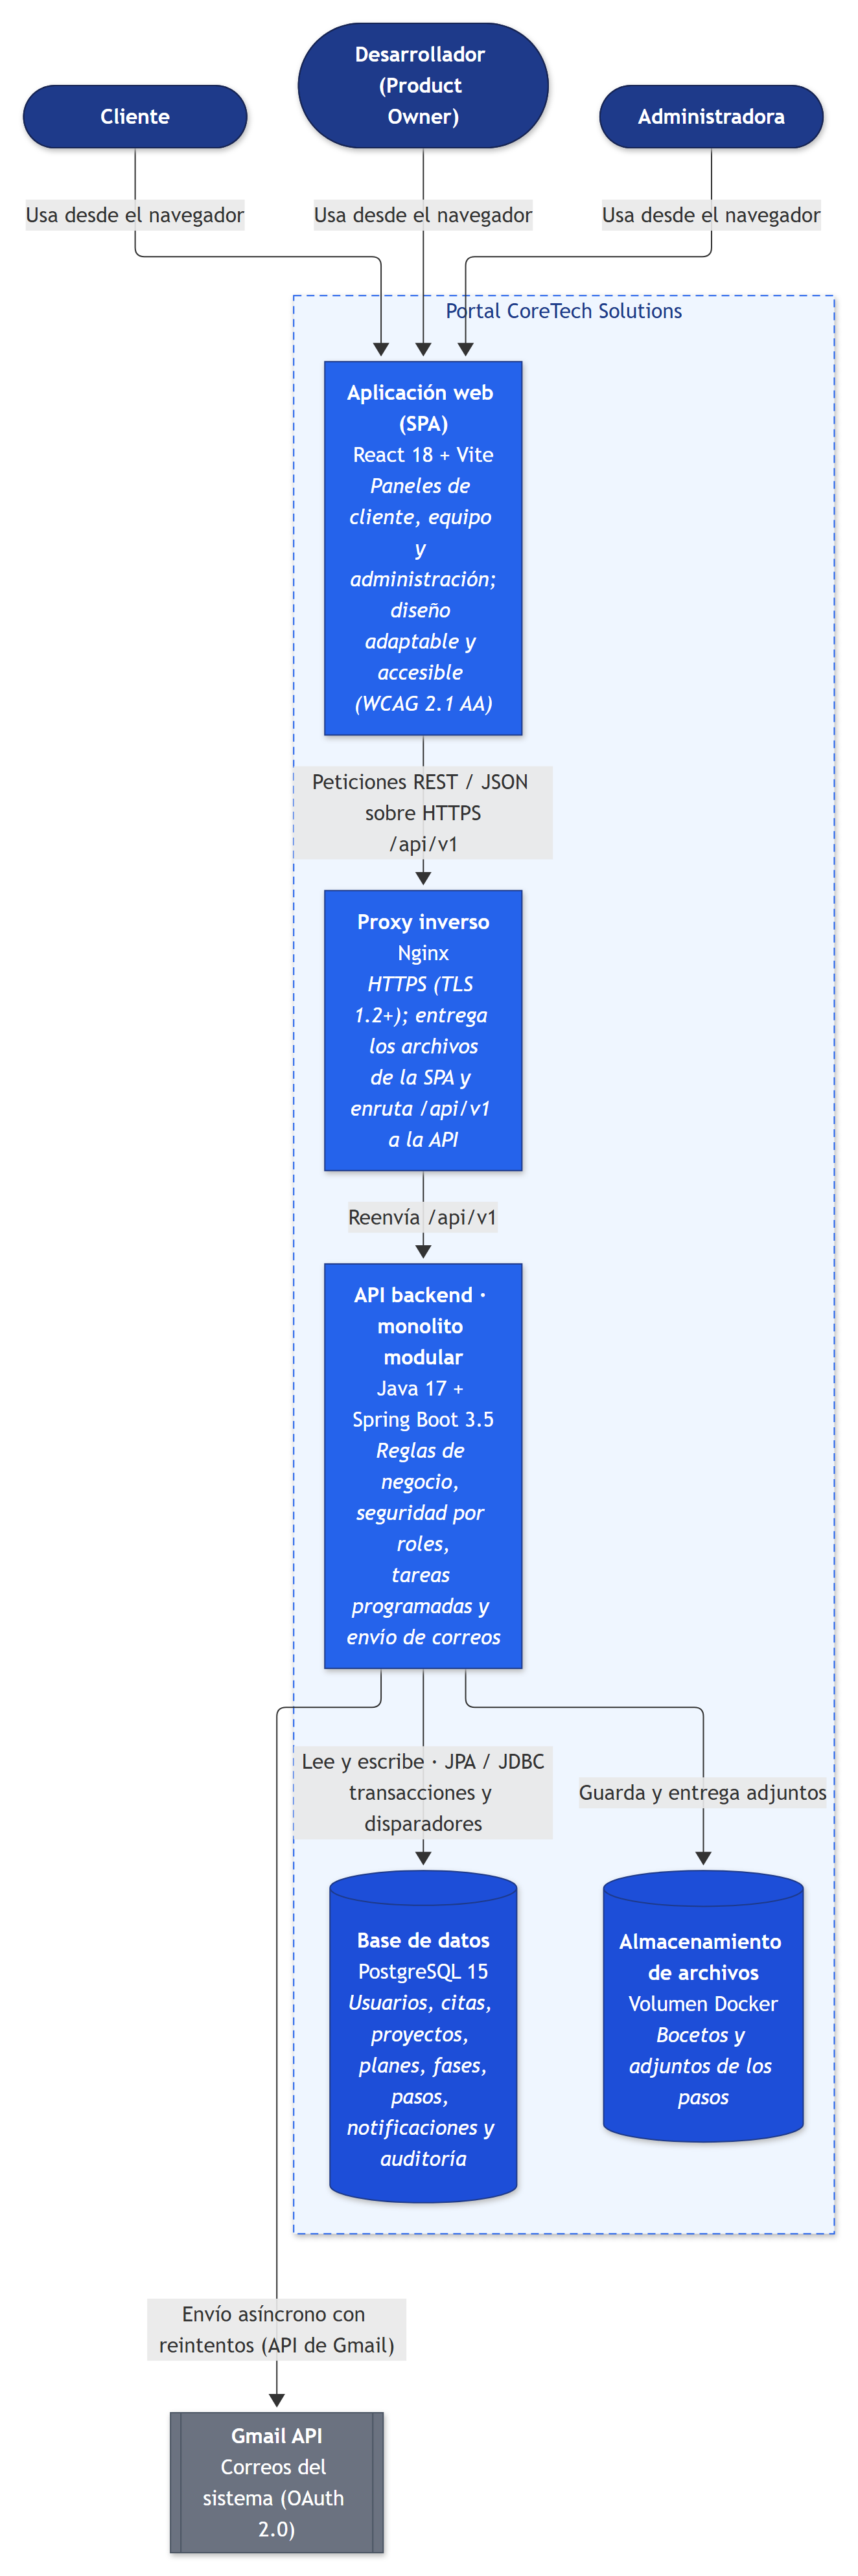 Desarrollador
(Product
Owner)
Cliente
Administradora
Usa desde el navegador
Usa desde el navegador
Usa desde el navegador
Portal CoreTech Solutions
Aplicación web
(SPA)
React 18 + Vite
Paneles de
cliente, equipo
y
administración;
diseño
adaptable y
accesible
(WCAG 2.1 AA)
Peticiones REST / JSON
sobre HTTPS
/api/v1
Proxy inverso
Nginx
HTTPS (TLS
1.2+); entrega
los archivos
de la SPA y
enruta /api/v1
a la API
Reenvía /api/v1
API backend ·
monolito
modular
Java 17 +
Spring Boot 3.5
Reglas de
negocio,
seguridad por
roles,
tareas
programadas y
envío de correos
Lee y escribe · JPA / JDBC
transacciones y
disparadores
Guarda y entrega adjuntos
Base de datos
PostgreSQL 15
Usuarios, citas,
proyectos,
planes, fases,
pasos,
notificaciones y
auditoría
Almacenamiento
de archivos
Volumen Docker
Bocetos y
adjuntos de los
pasos
Envío asíncrono con
reintentos (API de Gmail)
Gmail API
Correos del
sistema (OAuth
2.0)